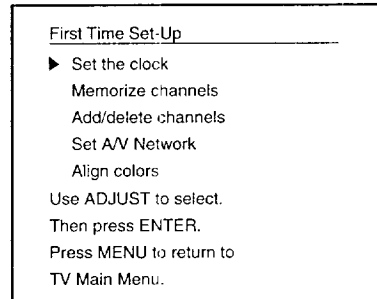 First Time Set-Up
▶ Set the clock
Memorize channels
Add/delete channels
Set A/V Network
Align colors
Use ADJUST to select.
Then press ENTER.
Press MENU to return to
TV Main Menu.